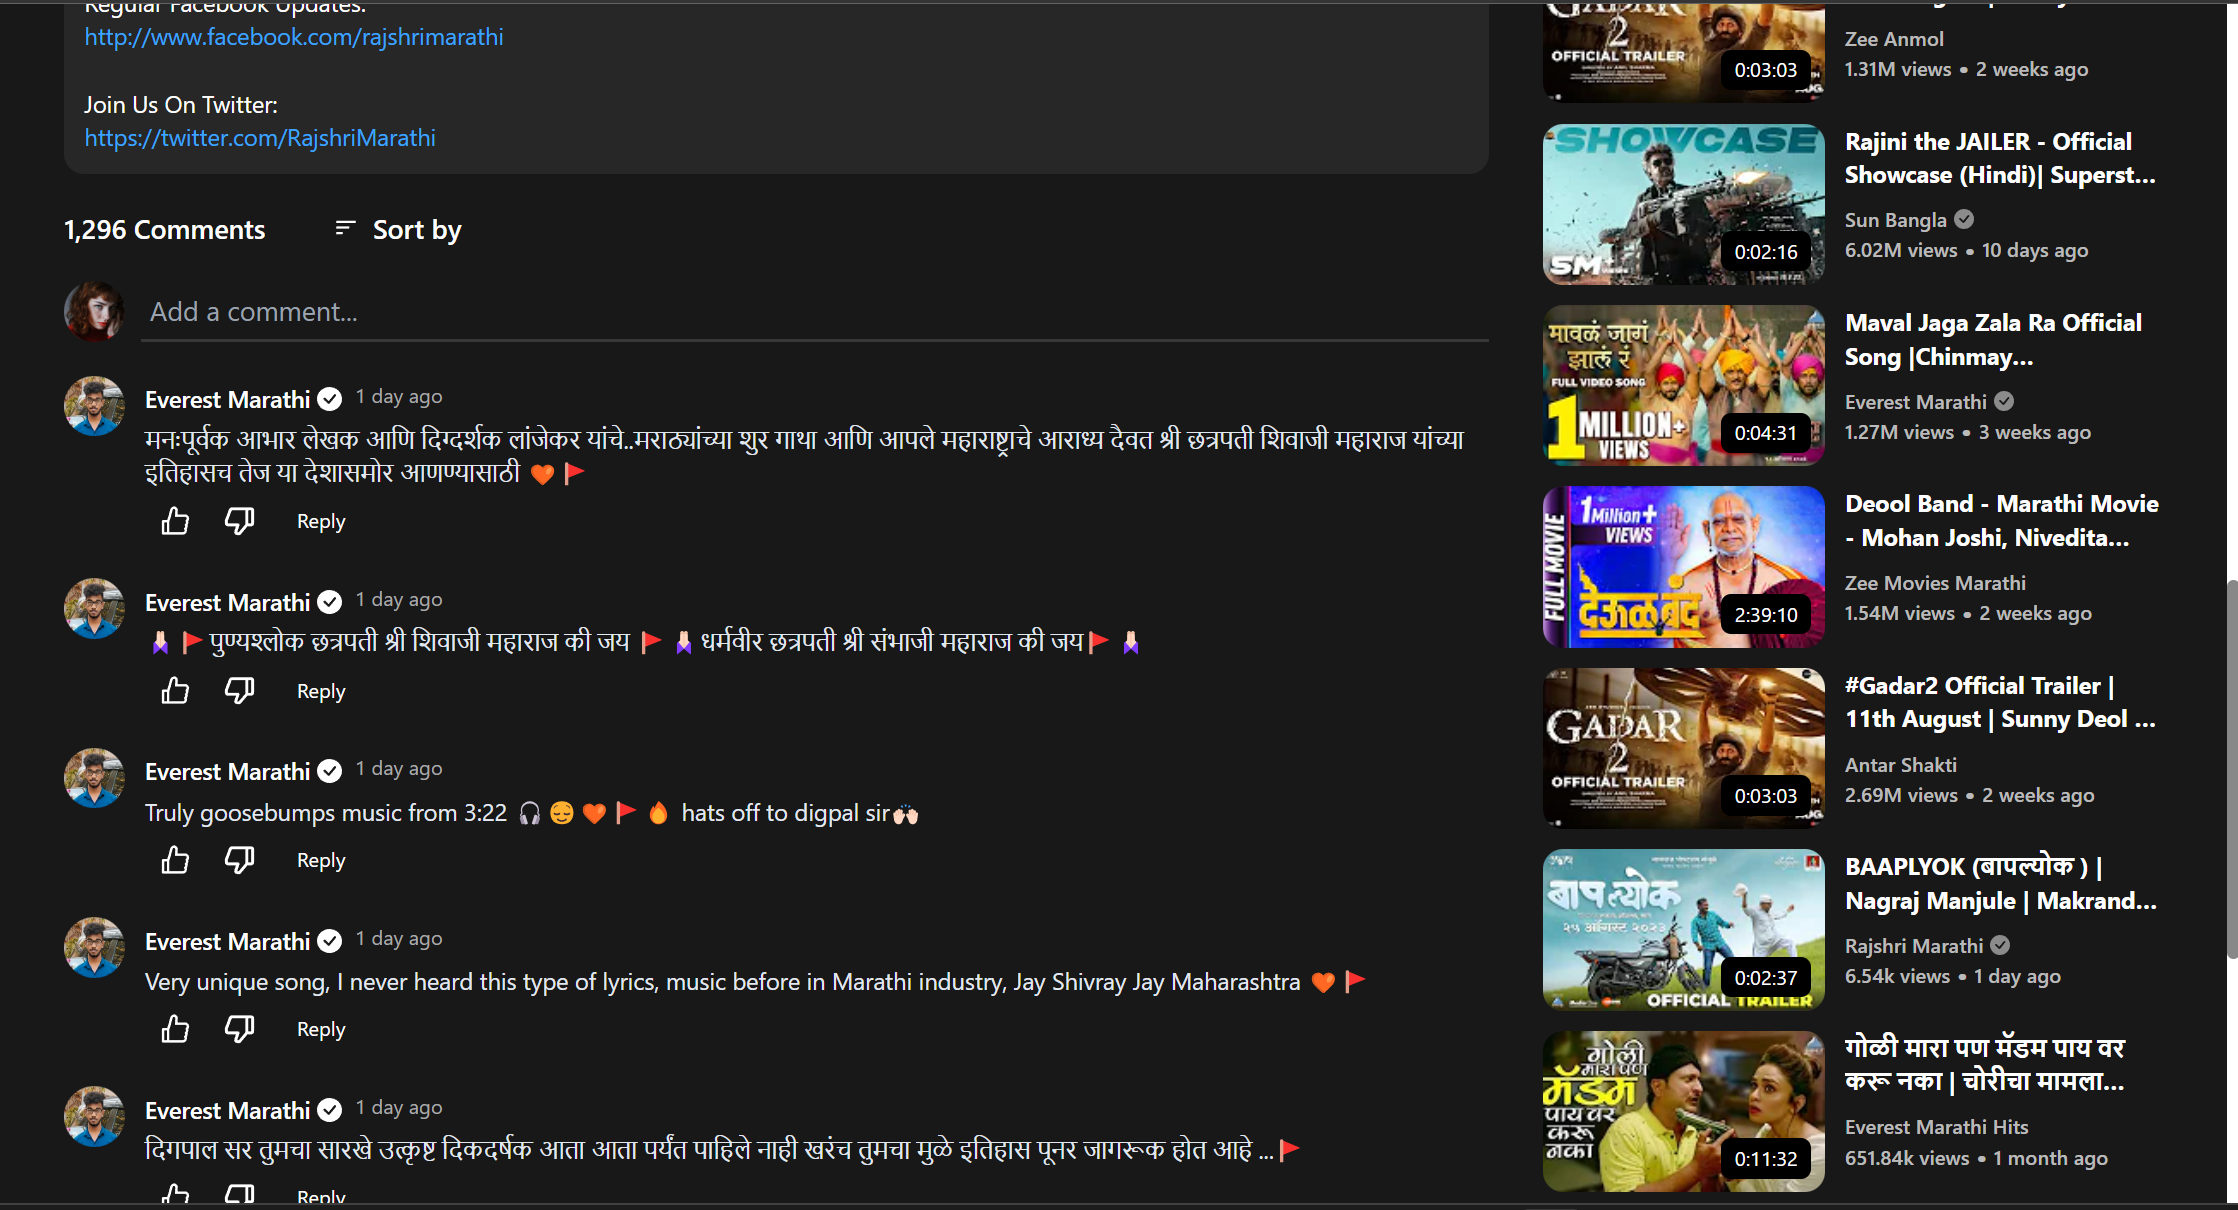 Regular Facebook Updates:
http://www.facebook.com/rajshrimarathi
Join Us On Twitter:
https://twitter.com/RajshriMarathi
1,296 Comments
Sort by
Add a comment...
Everest Marathi
1 day ago
मनःपूर्वक आभार लेखक आणि दिग्दर्शक लांजेकर यांचे..मराठ्यांच्या शुर गाथा आणि आपले महाराष्ट्राचे आराध्य दैवत श्री छत्रपती शिवाजी महाराज यांच्या
इतिहासच तेज या देशासमोर आणण्यासाठी 🧡🚩
Reply
Everest Marathi
1 day ago
🙏🏻🚩पुण्यश्लोक छत्रपती श्री शिवाजी महाराज की जय 🚩🙏🏻धर्मवीर छत्रपती श्री संभाजी महाराज की जय🚩🙏🏻
Reply
Everest Marathi
1 day ago
Truly goosebumps music from 3:22 🎧😌🧡🚩🔥 hats off to digpal sir🙌🏻
Reply
Everest Marathi
1 day ago
Very unique song, I never heard this type of lyrics, music before in Marathi industry, Jay Shivray Jay Maharashtra 🧡🚩
Reply
Everest Marathi
1 day ago
दिगपाल सर तुमचा सारखे उत्कृष्ट दिकदर्षक आता आता पर्यंत पाहिले नाही खरंच तुमचा मुळे इतिहास पूनर जागरूक होत आहे ...🚩
Reply
GADAR
2
OFFICIAL TRAILER
0:03:03
Zee Anmol
1.31M views • 2 weeks ago
SHOWCASE
5M+
0:02:16
Rajini the JAILER - Official
Showcase (Hindi)| Superst...
Sun Bangla
6.02M views • 10 days ago
मावळं जागं
झालं रं
FULL VIDEO SONG
1 MILLION+
VIEWS
0:04:31
Maval Jaga Zala Ra Official
Song |Chinmay...
Everest Marathi
1.27M views • 3 weeks ago
FULL MOVIE
1Million+
VIEWS
देऊळ बंद
2:39:10
Deool Band - Marathi Movie
- Mohan Joshi, Nivedita...
Zee Movies Marathi
1.54M views • 2 weeks ago
GADAR
2
OFFICIAL TRAILER
0:03:03
#Gadar2 Official Trailer |
11th August | Sunny Deol ...
Antar Shakti
2.69M views • 2 weeks ago
बापल्योक
२५ ऑगस्ट २०२३
OFFICIAL TRAILER
0:02:37
BAAPLYOK (बापल्योक ) |
Nagraj Manjule | Makrand...
Rajshri Marathi
6.54k views • 1 day ago
गोली
मारा पण
मॅडम
पाय वर
करू
नका
0:11:32
गोळी मारा पण मॅडम पाय वर
करू नका | चोरीचा मामला...
Everest Marathi Hits
651.84k views • 1 month ago